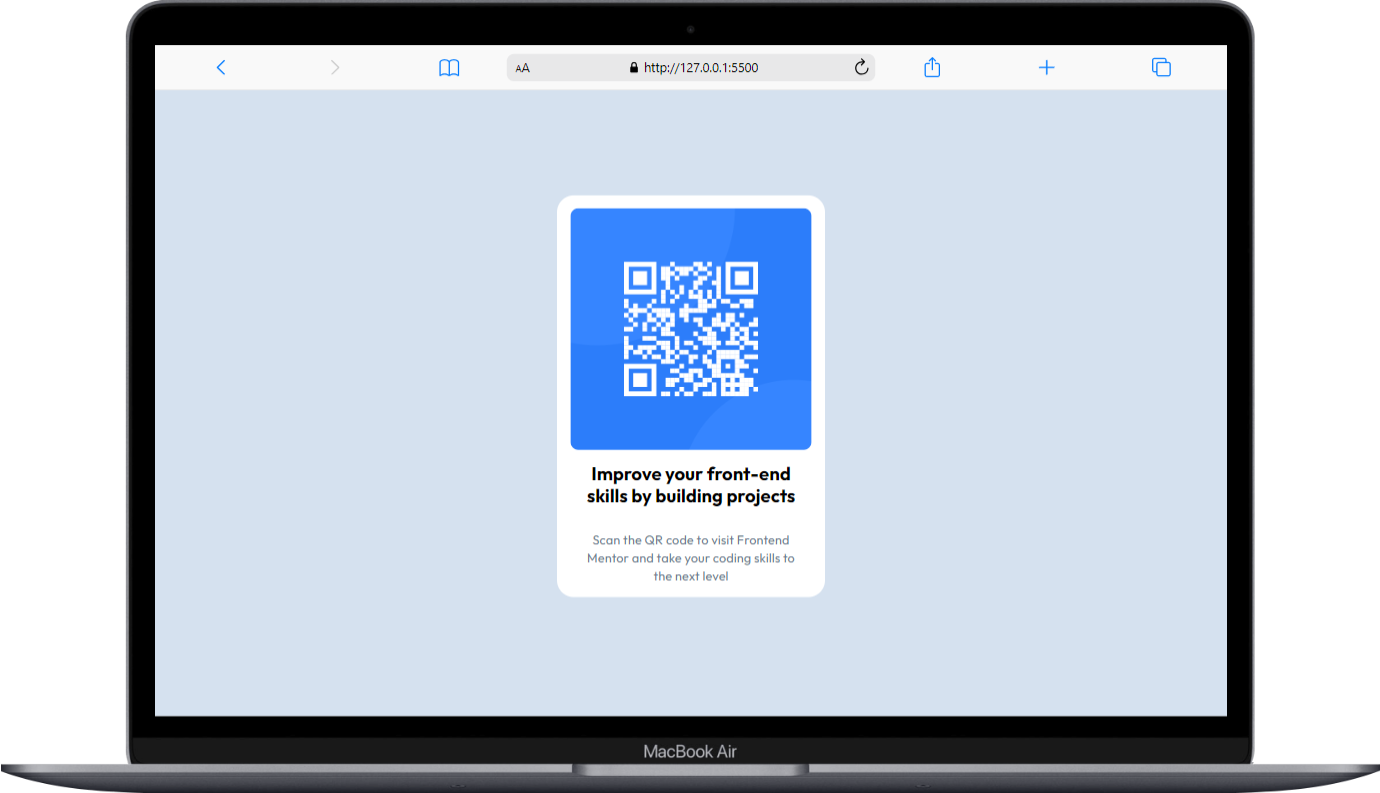 AA
http://127.0.0.1:5500
Improve your front-end
skills by building projects
Scan the QR code to visit Frontend
Mentor and take your coding skills to
the next level
MacBook Air